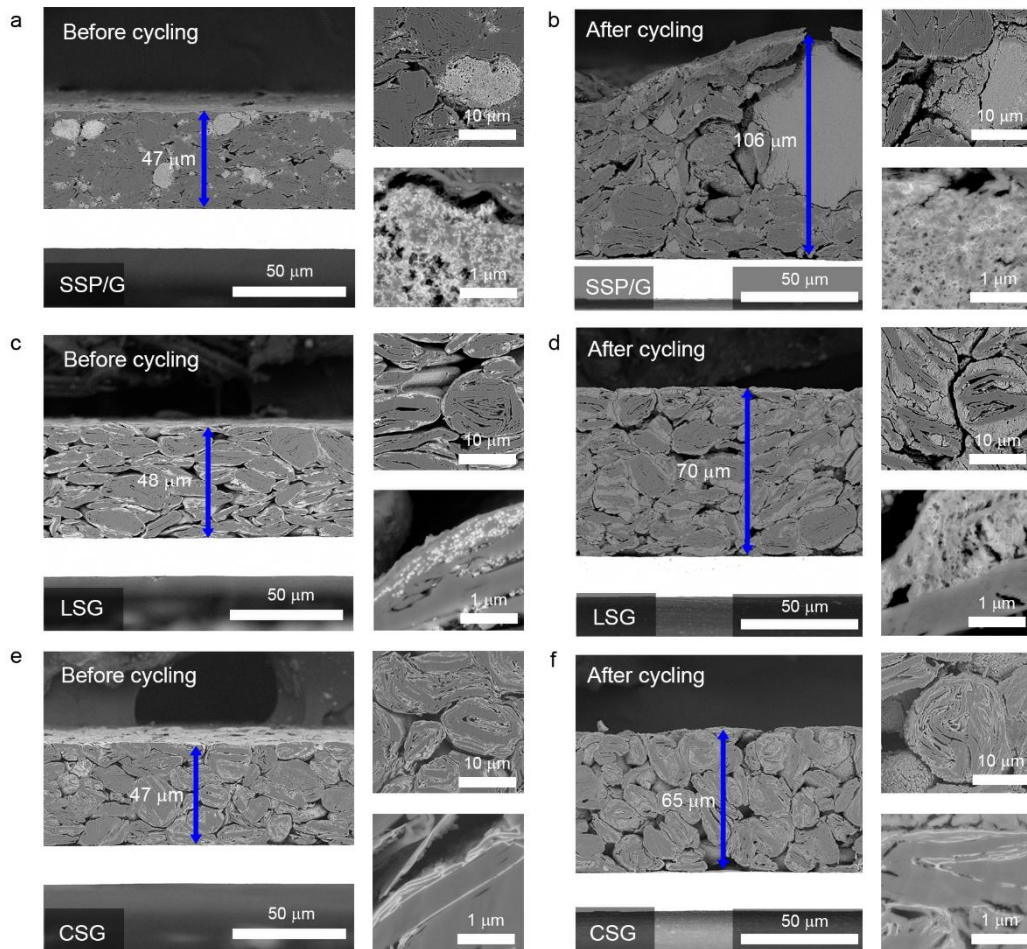 a
Before cycling
47 μm
50 μm
SSP/G
10 μm
1 μm
b
After cycling
106 μm
50 μm
SSP/G
10 μm
1 μm
c
Before cycling
48 μm
50 μm
LSG
10 μm
1 μm
d
After cycling
70 μm
50 μm
LSG
10 μm
1 μm
e
Before cycling
47 μm
50 μm
CSG
10 μm
1 μm
f
After cycling
65 μm
50 μm
CSG
10 μm
1 μm